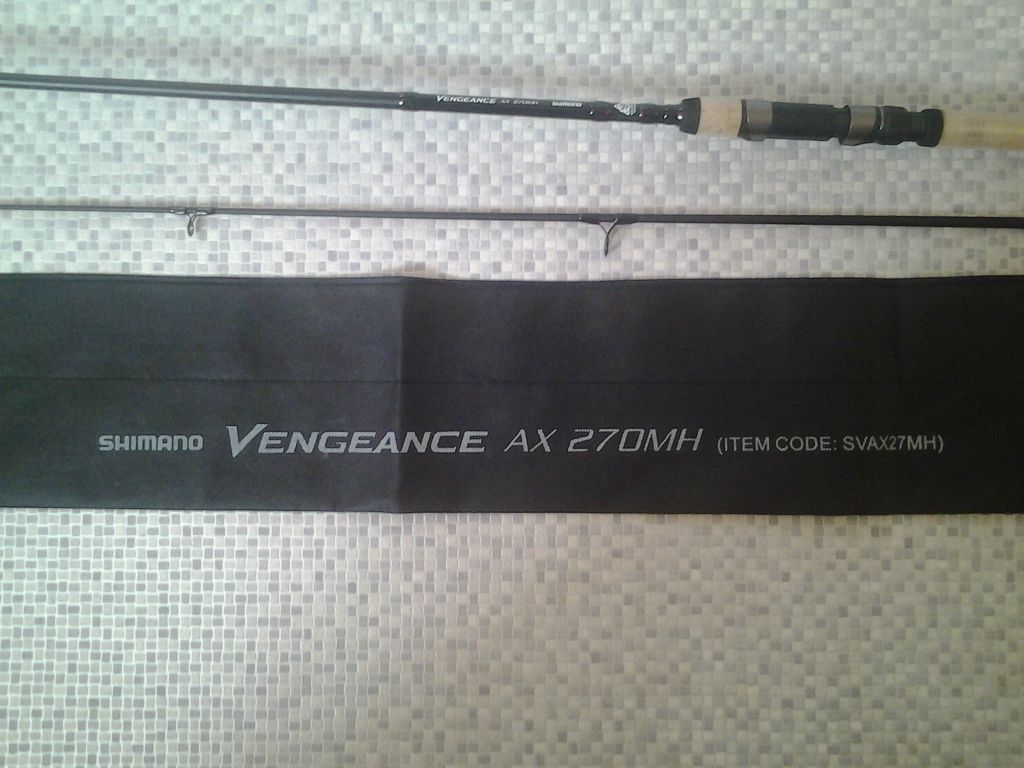 VENGEANCE AX 270MH SHIMANO
SHIMANO VENGEANCE AX 270MH (ITEM CODE: SVAX27MH)